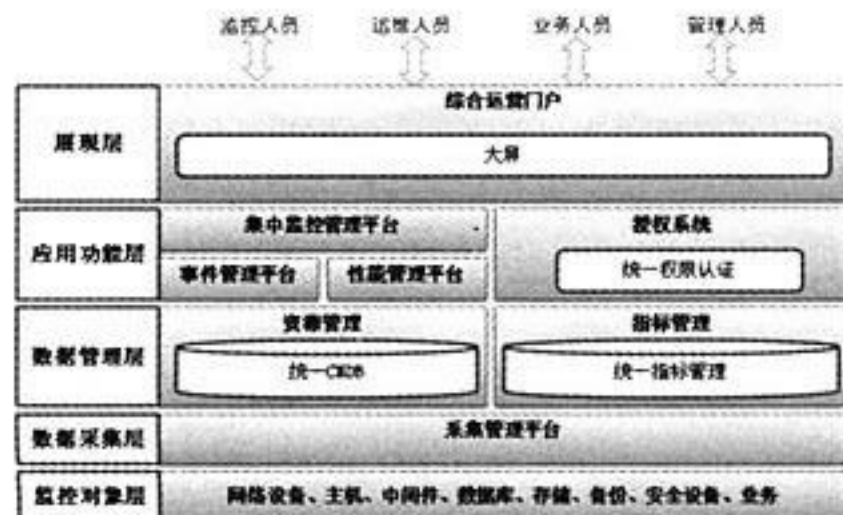 监控人员 运维人员 业务人员 管理人员
综合运营门户
展现层
大屏
集中监控管理平台 授权系统
应用功能层
事件管理平台 性能管理平台 统一权限认证
资源管理 指标管理
数据管理层
统一CMDB 统一指标管理
数据采集层 采集管理平台
监控对象层 网络设备、主机、中间件、数据库、存储、备份、安全设备、业务